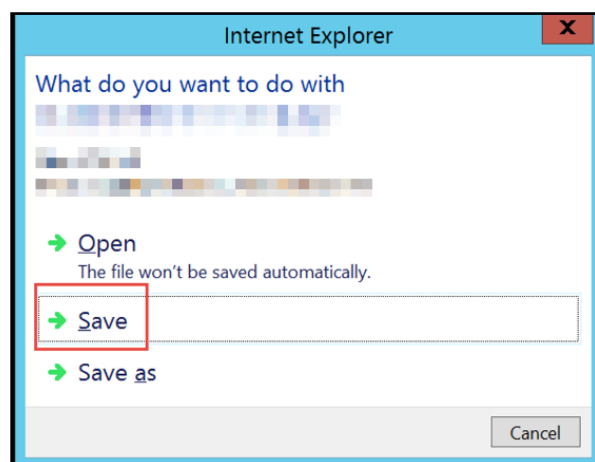 Internet Explorer
X
What do you want to do with
Open
The file won't be saved automatically.
Save
Save as
Cancel